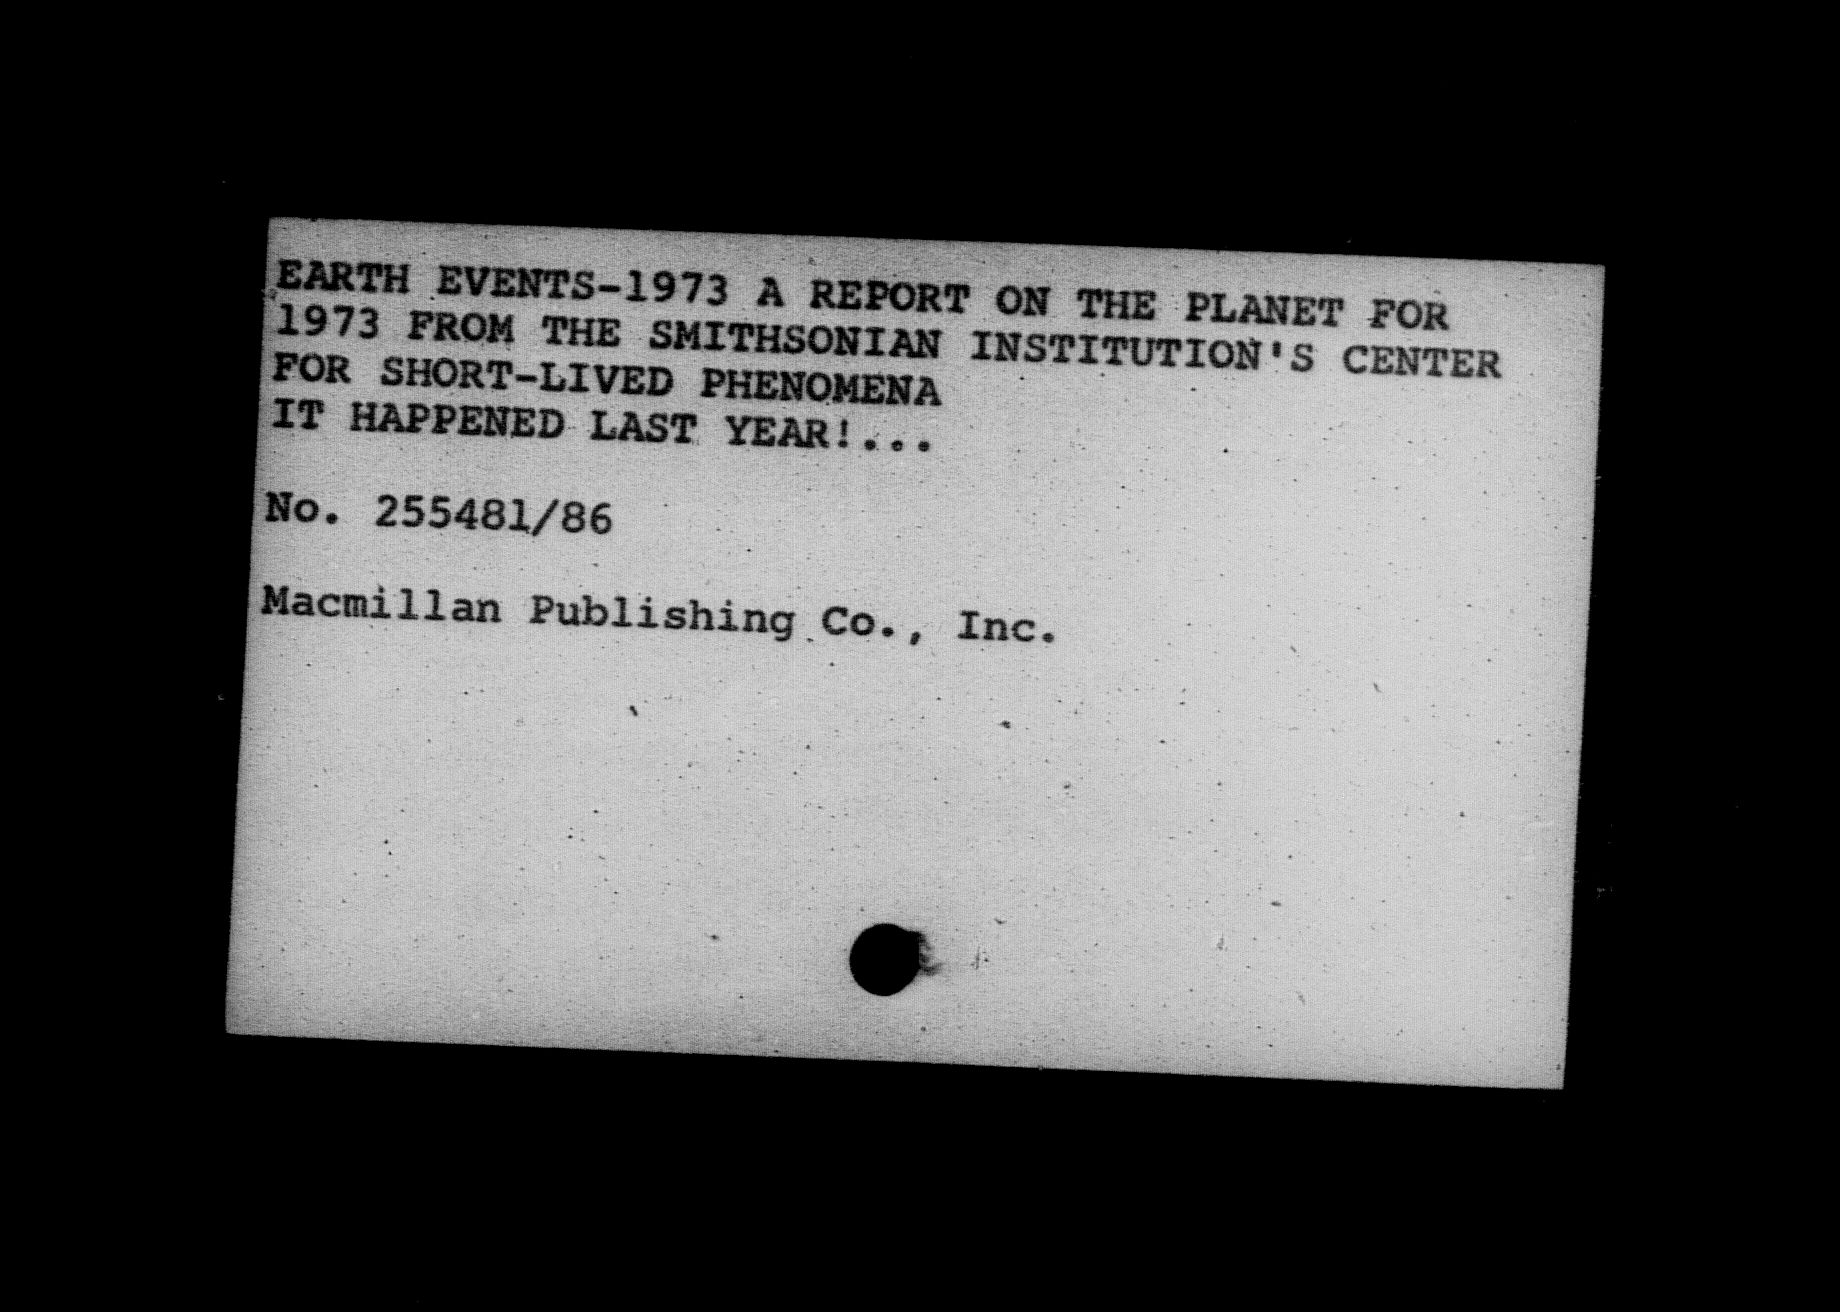 EARTH EVENTS-1973 A REPORT ON THE PLANET FOR
1973 FROM THE SMITHSONIAN INSTITUTION'S CENTER
FOR SHORT-LIVED PHENOMENA
IT HAPPENED LAST YEAR!...
No. 255481/86
Macmillan Publishing Co., Inc.